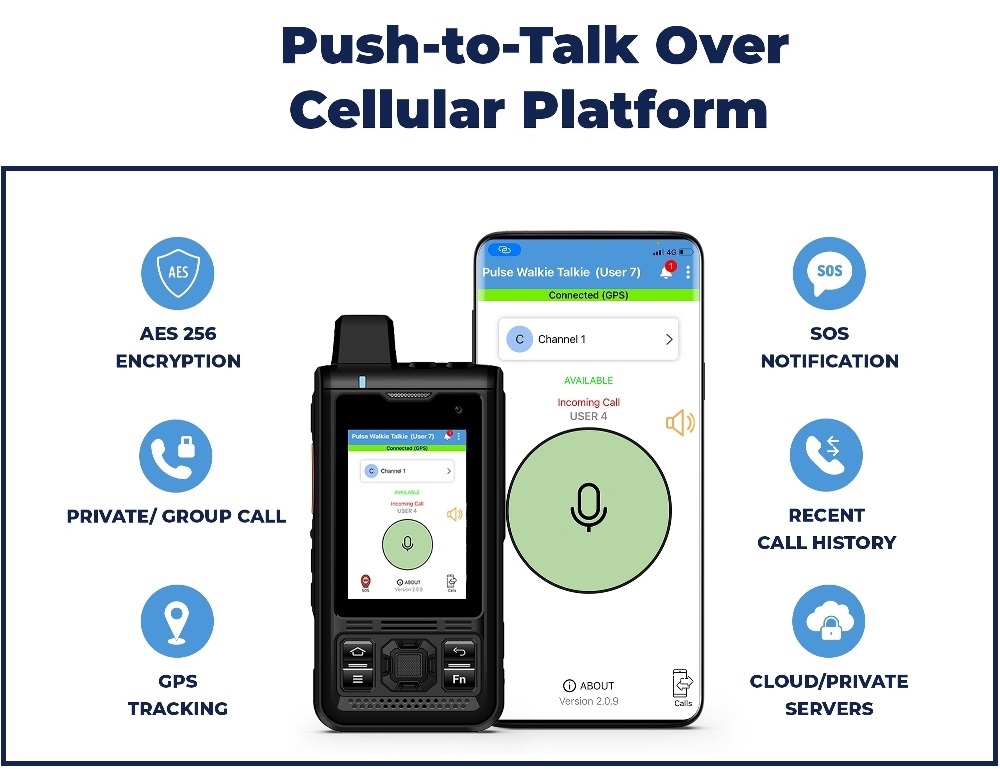 Push-to-Talk Over
Cellular Platform
AES
AES 256
ENCRYPTION
PRIVATE/ GROUP CALL
GPS
TRACKING
Pulse Walkie Talkie (User 7)
1
Connected (GPS)
C Channel 1
AVAILABLE
Incoming Call
USER 4
SOS
ABOUT
Version 2.0.9
Calls
Fn
4G
Pulse Walkie Talkie (User 7)
1
Connected (GPS)
C Channel 1
AVAILABLE
Incoming Call
USER 4
ABOUT
Version 2.0.9
Calls
SOS
SOS
NOTIFICATION
RECENT
CALL HISTORY
CLOUD/PRIVATE
SERVERS